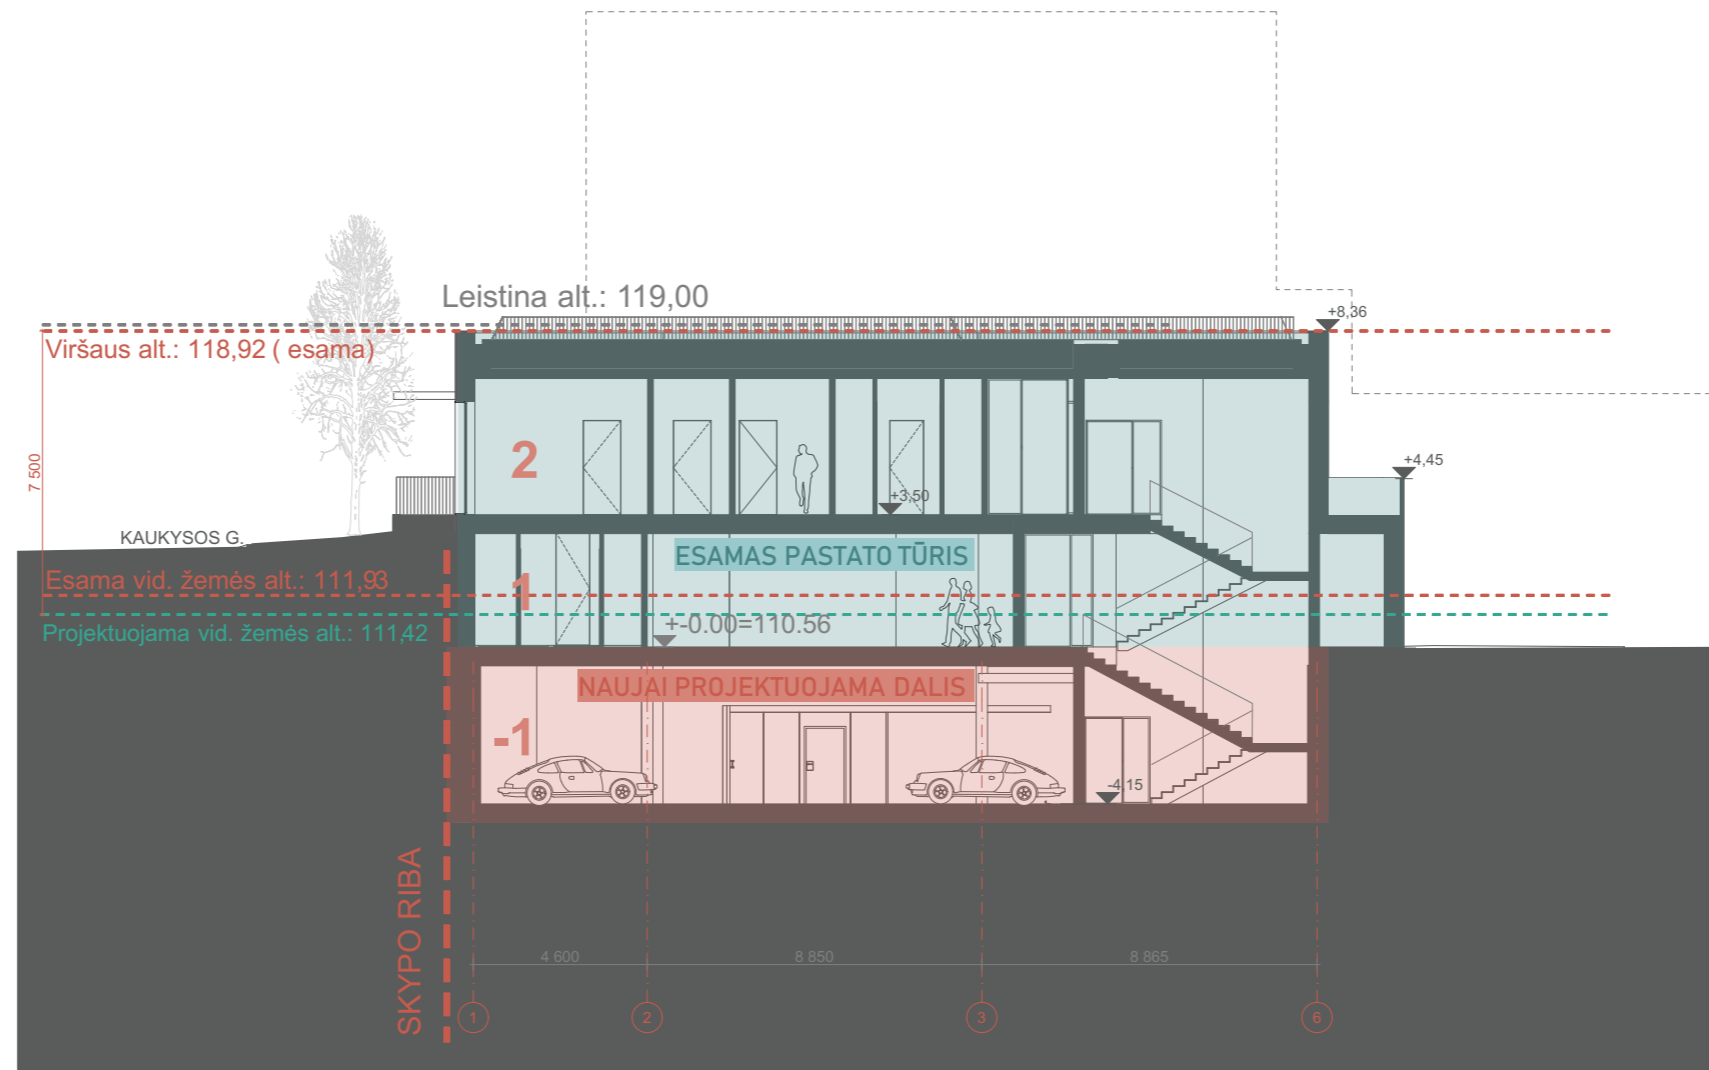 Leistina alt.: 119,00
+8,36
Viršaus alt.: 118,92 ( esama)
2
+4,45
7 500
+3,50
KAUKYSOS G.
ESAMAS PASTATO TŪRIS
Esama vid. žemės alt.: 111,93
1
Projektuojama vid. žemės alt.: 111,42
+-0.00=110.56
NAUJAI PROJEKTUOJAMA DALIS
-1
-4,15
SKYPO RIBA
4 600
8 850
8 865
1
2
3
6